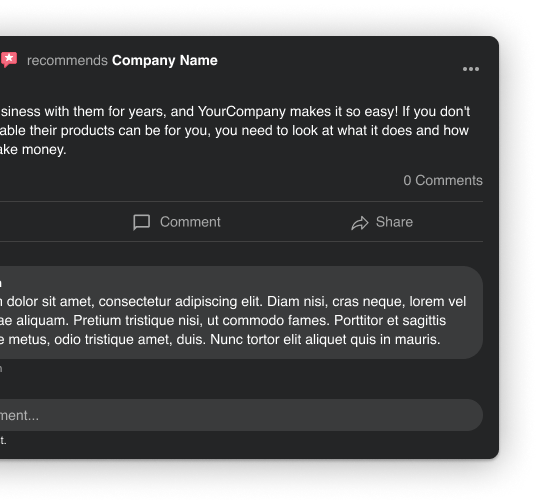 recommends Company Name
siness with them for years, and YourCompany makes it so easy! If you don't
able their products can be for you, you need to look at what it does and how
ake money.
0 Comments
Comment Share
dolor sit amet, consectetur adipiscing elit. Diam nisi, cras neque, lorem vel
ae aliquam. Pretium tristique nisi, ut commodo fames. Porttitor et sagittis
e metus, odio tristique amet, duis. Nunc tortor elit aliquet quis in mauris.
ment...
t.